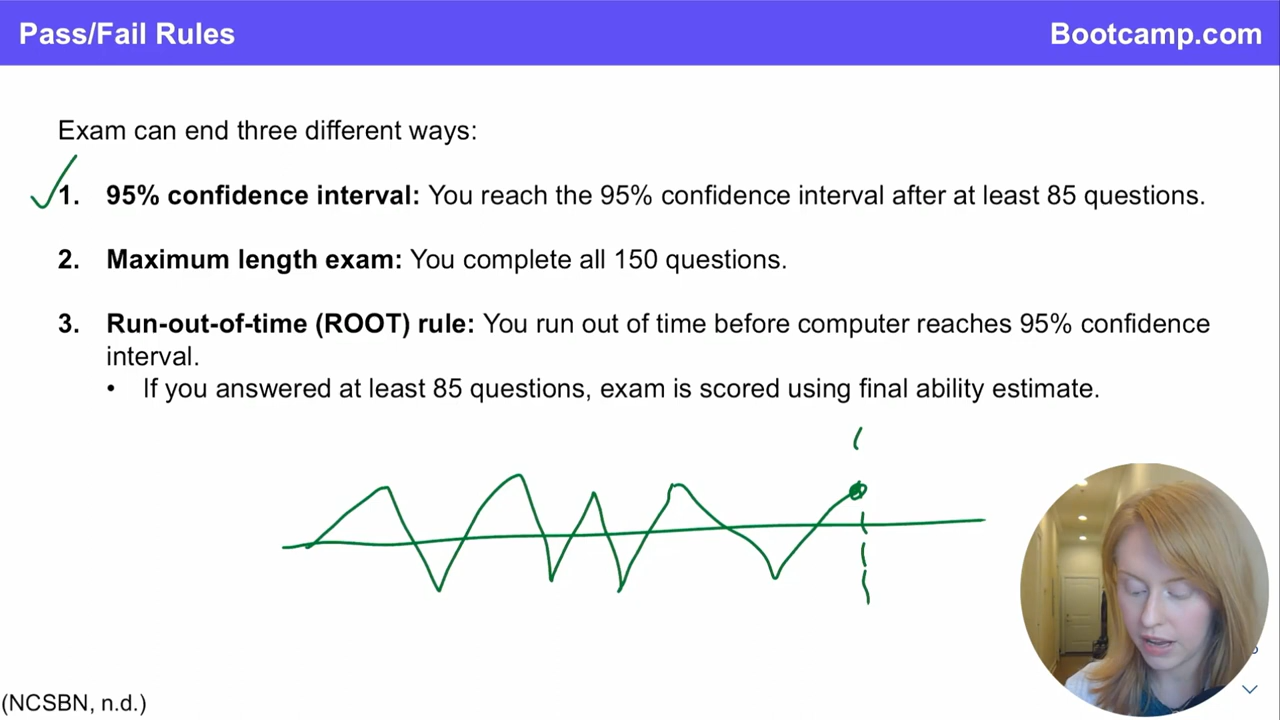 Pass/Fail Rules
Bootcamp.com
Exam can end three different ways:
1. 95% confidence interval: You reach the 95% confidence interval after at least 85 questions.
2. Maximum length exam: You complete all 150 questions.
3. Run-out-of-time (ROOT) rule: You run out of time before computer reaches 95% confidence
interval.
• If you answered at least 85 questions, exam is scored using final ability estimate.
(NCSBN, n.d.)